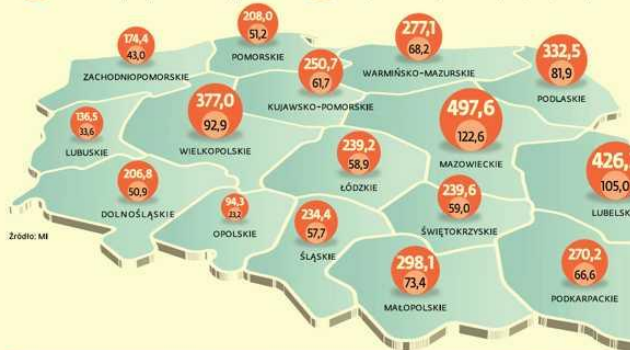 208,0
51,2
POMORSKIE
277,1
68,2
WARMIŃSKO-MAZURSKIE
174,4
43,0
ZACHODNIOPOMORSKIE
332,5
81,9
PODLASKIE
250,7
61,7
KUJAWSKO-POMORSKIE
377,0
92,9
WIELKOPOLSKIE
497,6
122,6
MAZOWIECKIE
136,5
33,6
LUBUSKIE
239,2
58,9
ŁÓDZKIE
426,
105,0
LUBELSK
206,8
50,9
DOLNOŚLĄSKIE
94,3
23,2
OPOLSKIE
234,4
57,7
ŚLĄSKIE
239,6
59,0
ŚWIĘTOKRZYSKIE
Źródło: MI
298,1
73,4
MAŁOPOLSKIE
270,2
66,6
PODKARPACKIE